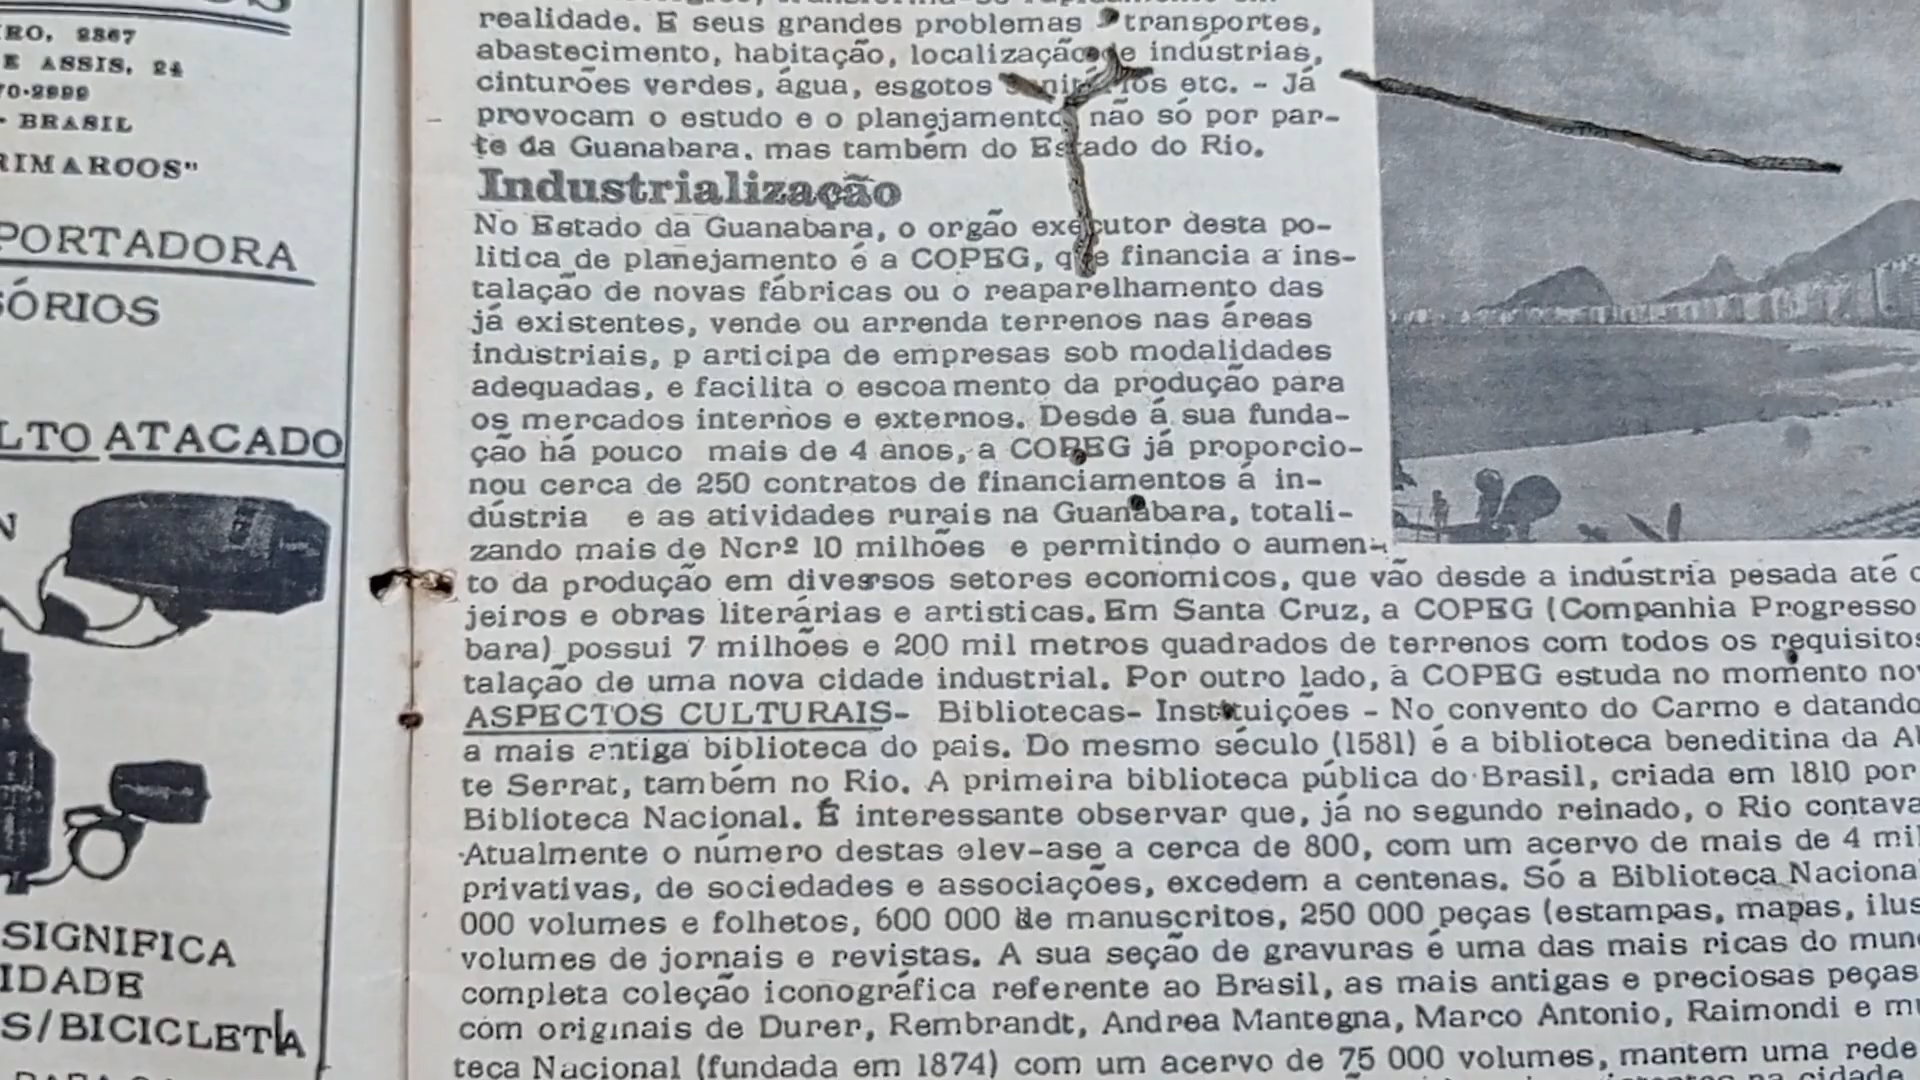 RO, 2367
E ASSIS, 24
70-2999
- BRASIL
RIMARCOS"
PORTADORA
SÓRIOS
LTO ATACADO
N
SIGNIFICA
IDADE
S/BICICLETA
realidade. E seus grandes problemas transportes,
abastecimento, habitação, localização de indústrias,
cinturões verdes, água, esgotos etc. - Já
provocam o estudo e o planejamento não só por par-
te da Guanabara, mas também do Estado do Rio.
Industrialização
No Estado da Guanabara, o orgão executor desta po-
litica de planejamento é a COPEG, que financia a ins-
talação de novas fábricas ou o reaparelhamento das
já existentes, vende ou arrenda terrenos nas áreas
industriais, p articipa de empresas sob modalidades
adequadas, e facilita o escoamento da produção para
os mercados internos e externos. Desde á sua funda-
ção há pouco mais de 4 anos, a COPEG já proporcio-
nou cerca de 250 contratos de financiamentos á in-
dústria e as atividades rurais na Guanabara, totali-
zando mais de Ncrº 10 milhões e permitindo o aumen-
to da produção em diversos setores economicos, que vão desde a indústria pesada até
jeiros e obras literárias e artisticas. Em Santa Cruz, a COPEG (Companhia Progresso
bara) possui 7 milhões e 200 mil metros quadrados de terrenos com todos os requisitos
talação de uma nova cidade industrial. Por outro lado, a COPEG estuda no momento nov
ASPECTOS CULTURAIS- Bibliotecas- Instituições - No convento do Carmo e datando
a mais antiga biblioteca do pais. Do mesmo século (1581) é a biblioteca beneditina da Al
te Serrat, também no Rio. A primeira biblioteca pública do Brasil, criada em 1810 por
Biblioteca Nacional. É interessante observar que, já no segundo reinado, o Rio contava
Atualmente o número destas elev-ase a cerca de 800, com um acervo de mais de 4 mil
privativas, de sociedades e associações, excedem a centenas. Só a Biblioteca Naciona
000 volumes e folhetos, 600 000 de manuscritos, 250 000 peças (estampas, mapas, ilus
volumes de jornais e revistas. A sua seção de gravuras é uma das mais ricas do mun
completa coleção iconográfica referente ao Brasil, as mais antigas e preciosas peças
com originais de Durer, Rembrandt, Andrea Mantegna, Marco Antonio, Raimondi e mu
teca Nacional (fundada em 1874) com um acervo de 75 000 volumes, mantem uma rede